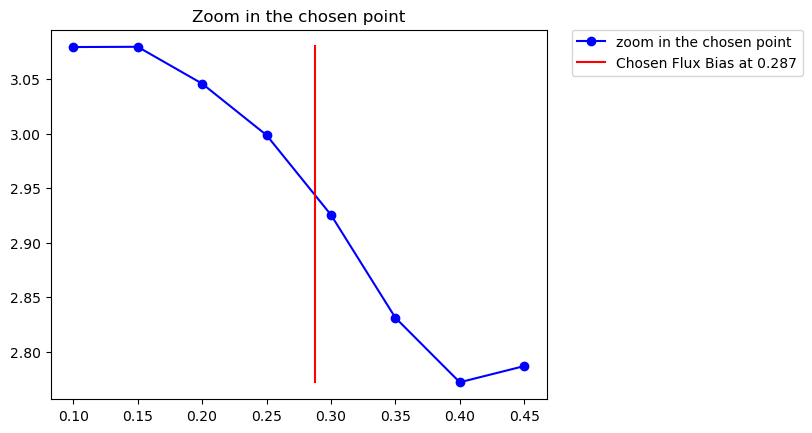 Zoom in the chosen point
zoom in the chosen point
Chosen Flux Bias at 0.287
3.05
3.00
2.95
2.90
2.85
2.80
0.10 0.15 0.20 0.25 0.30 0.35 0.40 0.45